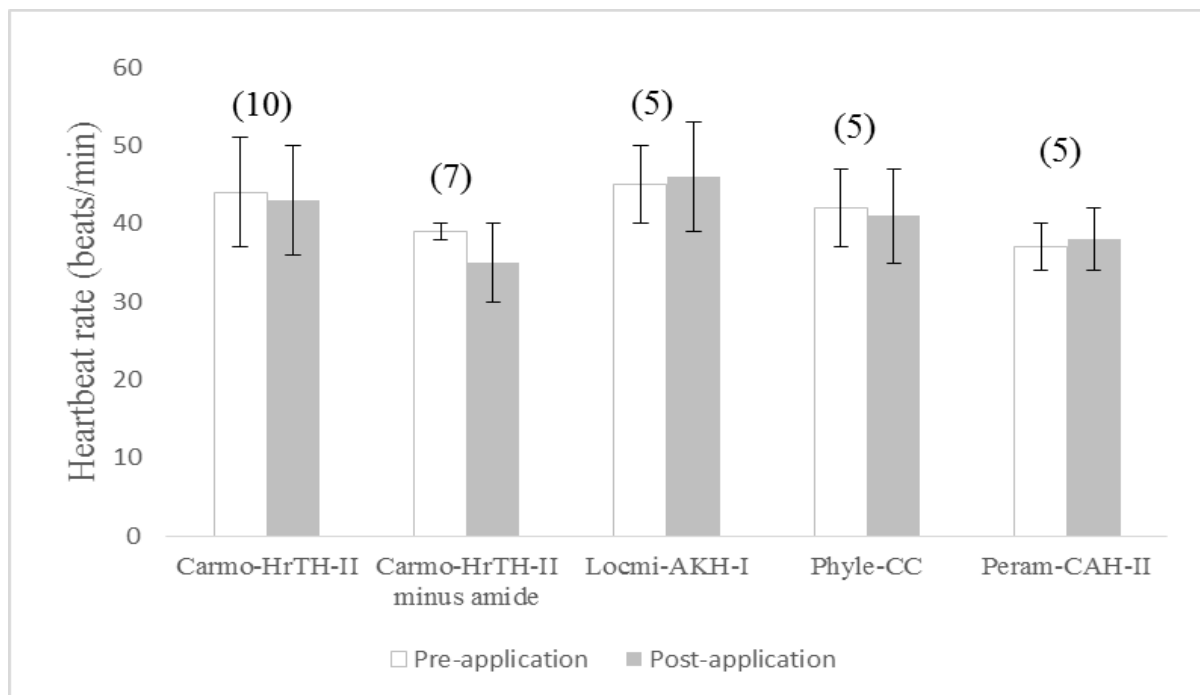 Heartbeat rate (beats/min)
60
50
40
30
20
10
0
(10)
(7)
(5)
(5)
(5)
Carmo-HrTH-II
Carmo-HrTH-II
minus amide
Locmi-AKH-I
Phyle-CC
Peram-CAH-II
Pre-application
Post-application